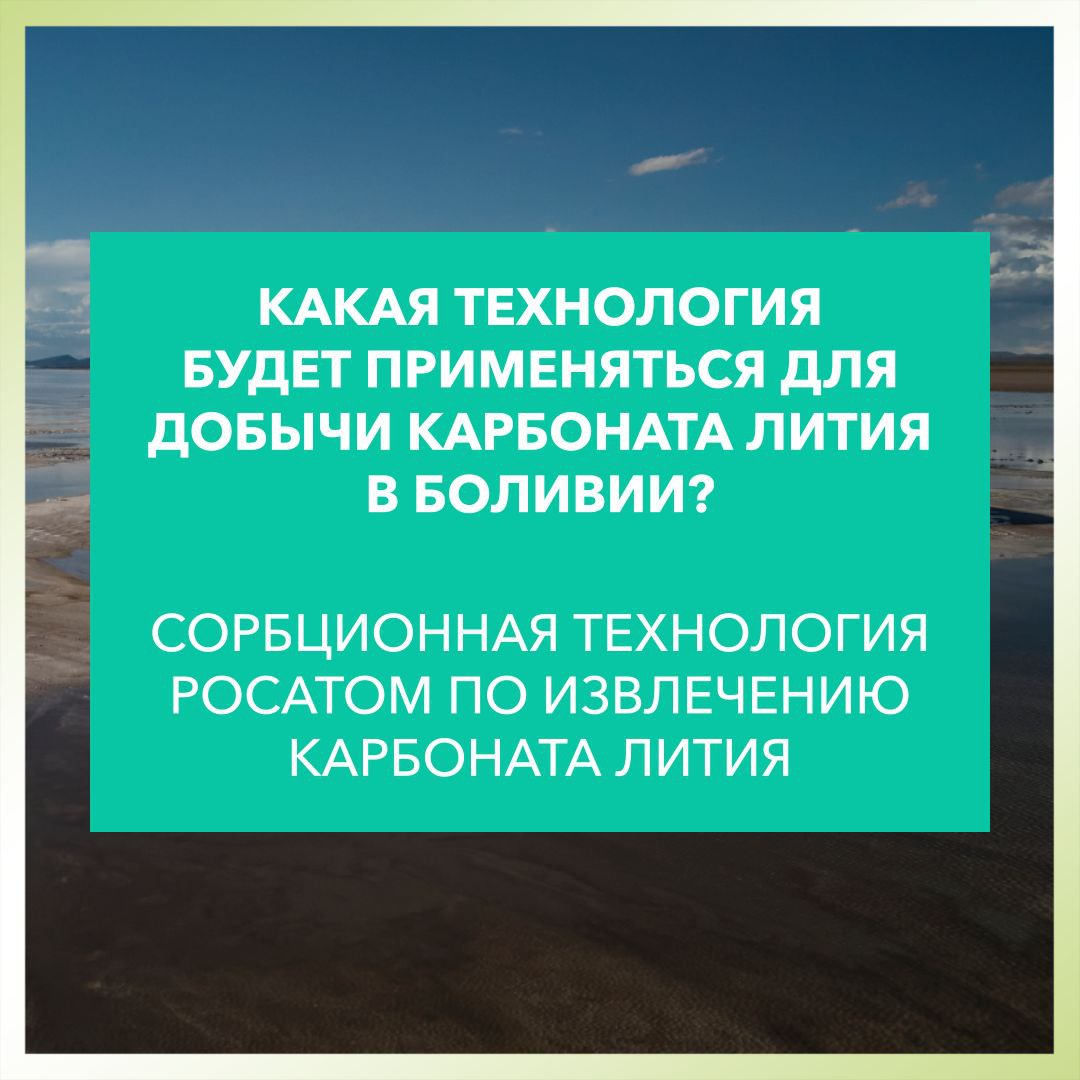 КАКАЯ ТЕХНОЛОГИЯ
БУДЕТ ПРИМЕНЯТЬСЯ ДЛЯ
ДОБЫЧИ КАРБОНАТА ЛИТИЯ
В БОЛИВИИ?
СОРБЦИОННАЯ ТЕХНОЛОГИЯ
РОСАТОМ ПО ИЗВЛЕЧЕНИЮ
КАРБОНАТА ЛИТИЯ